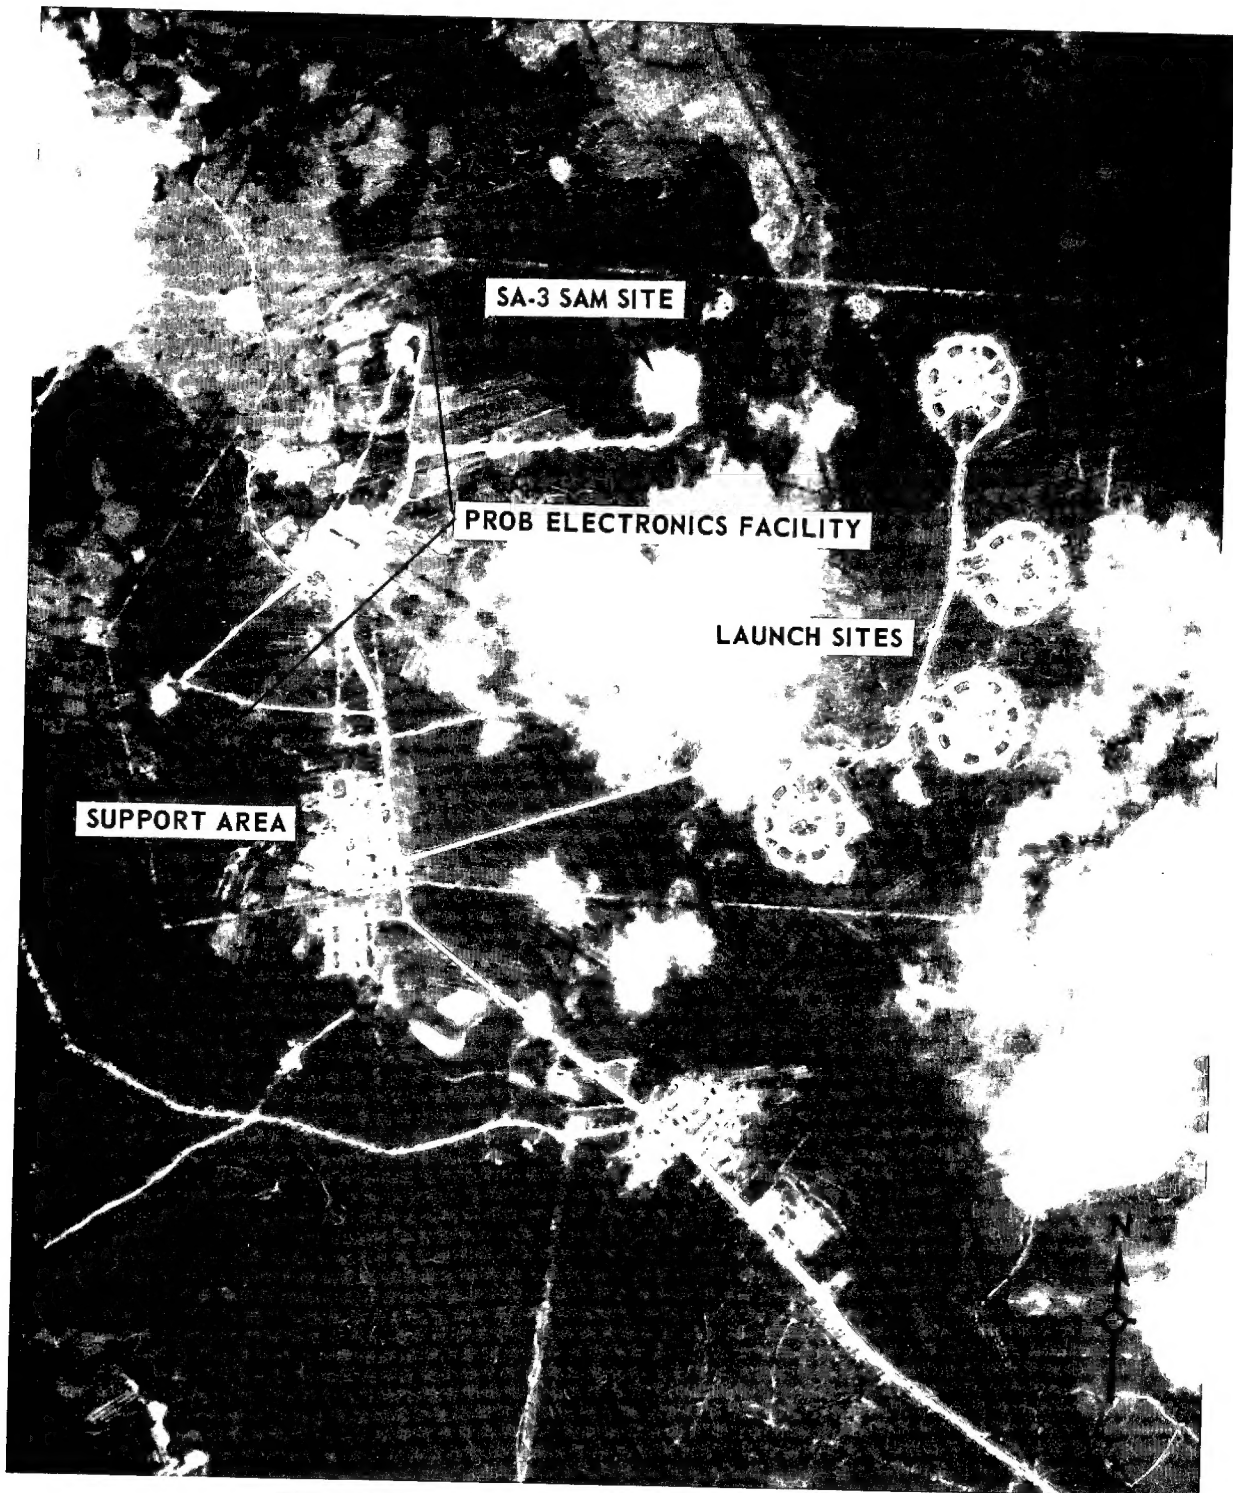 SA-3 SAM SITE
PROB ELECTRONICS FACILITY
LAUNCH SITES
SUPPORT AREA
N